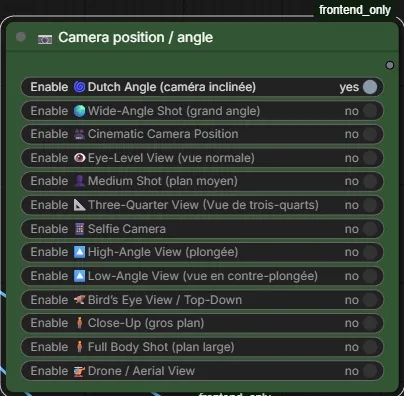 frontend_only
📷 Camera position / angle
Enable 🌀Dutch Angle (caméra inclinée) yes
Enable 🌍Wide-Angle Shot (grand angle) no
Enable 🎥Cinematic Camera Position no
Enable 👁️Eye-Level View (vue normale) no
Enable 👤Medium Shot (plan moyen) no
Enable 📐Three-Quarter View (Vue de trois-quarts) no
Enable 🤳Selfie Camera no
Enable 🔼High-Angle View (plongée) no
Enable 🔼Low-Angle View (vue en contre-plongée) no
Enable 🦅Bird's Eye View / Top-Down no
Enable 🧍Close-Up (gros plan) no
Enable 🧍Full Body Shot (plan large) no
Enable 🚁Drone / Aerial View no
frontend_only